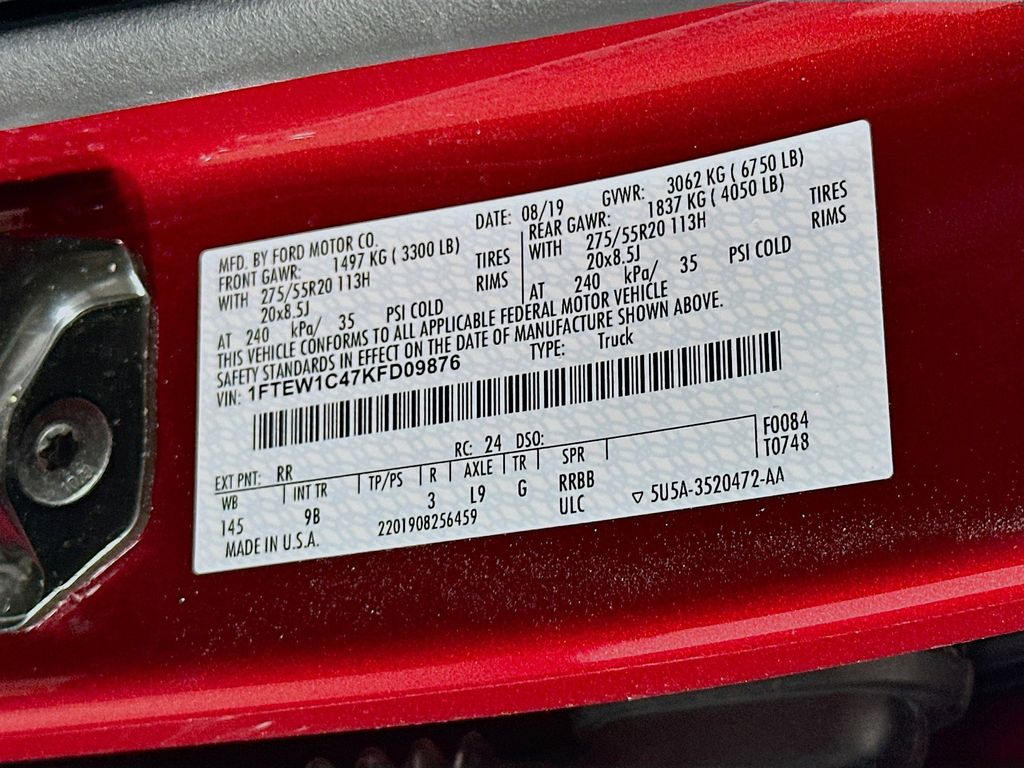 MFD. BY FORD MOTOR CO. DATE: 08/19 GVWR: 3062 KG ( 6750 LB)
FRONT GAWR: 1497 KG ( 3300 LB) REAR GAWR: 1837 KG ( 4050 LB)
WITH 275/55R20 113H TIRES WITH 275/55R20 113H TIRES
20x8.5J RIMS 20x8.5J RIMS
AT 240 kPa/ 35 PSI COLD AT 240 kPa/ 35 PSI COLD
THIS VEHICLE CONFORMS TO ALL APPLICABLE FEDERAL MOTOR VEHICLE
SAFETY STANDARDS IN EFFECT ON THE DATE OF MANUFACTURE SHOWN ABOVE.
VIN: 1FTEW1C47KFD09876 TYPE: Truck
EXT PNT: RR RC: 24 DSO: F0084
WB INT TR TP/PS R AXLE TR SPR T0748
145 9B 3 L9 G RRBB
MADE IN U.S.A. 2201908256459 ULC ▽ 5U5A-3520472-AA